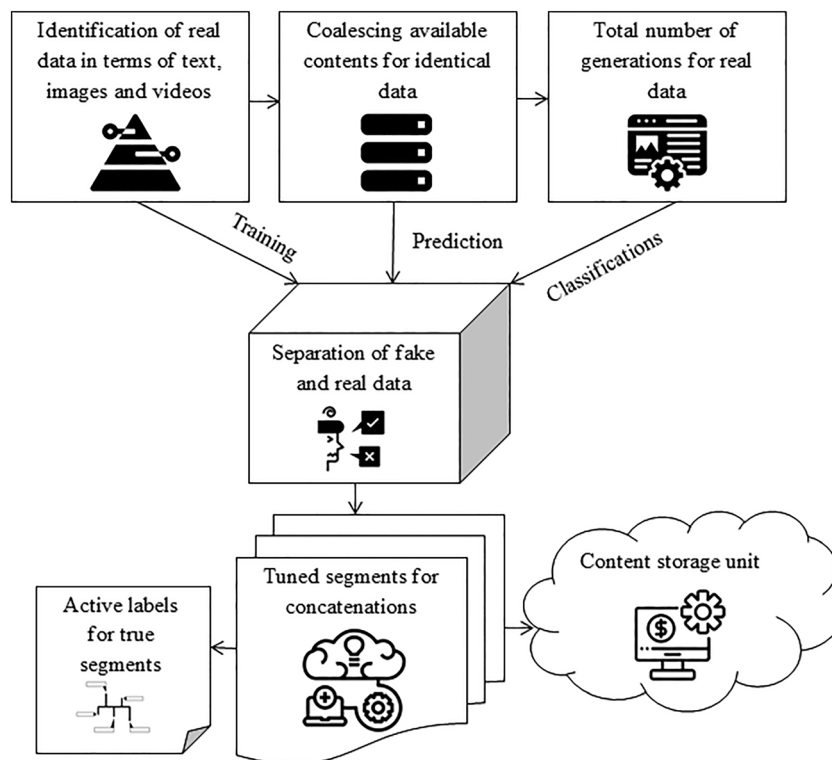 Identification of real
data in terms of text,
images and videos
Coalescing available
contents for identical
data
Total number of
generations for real
data
Training
Prediction
Classifications
Separation of fake
and real data
Tuned segments for
concatenations
Content storage unit
$
Active labels
for true
segments